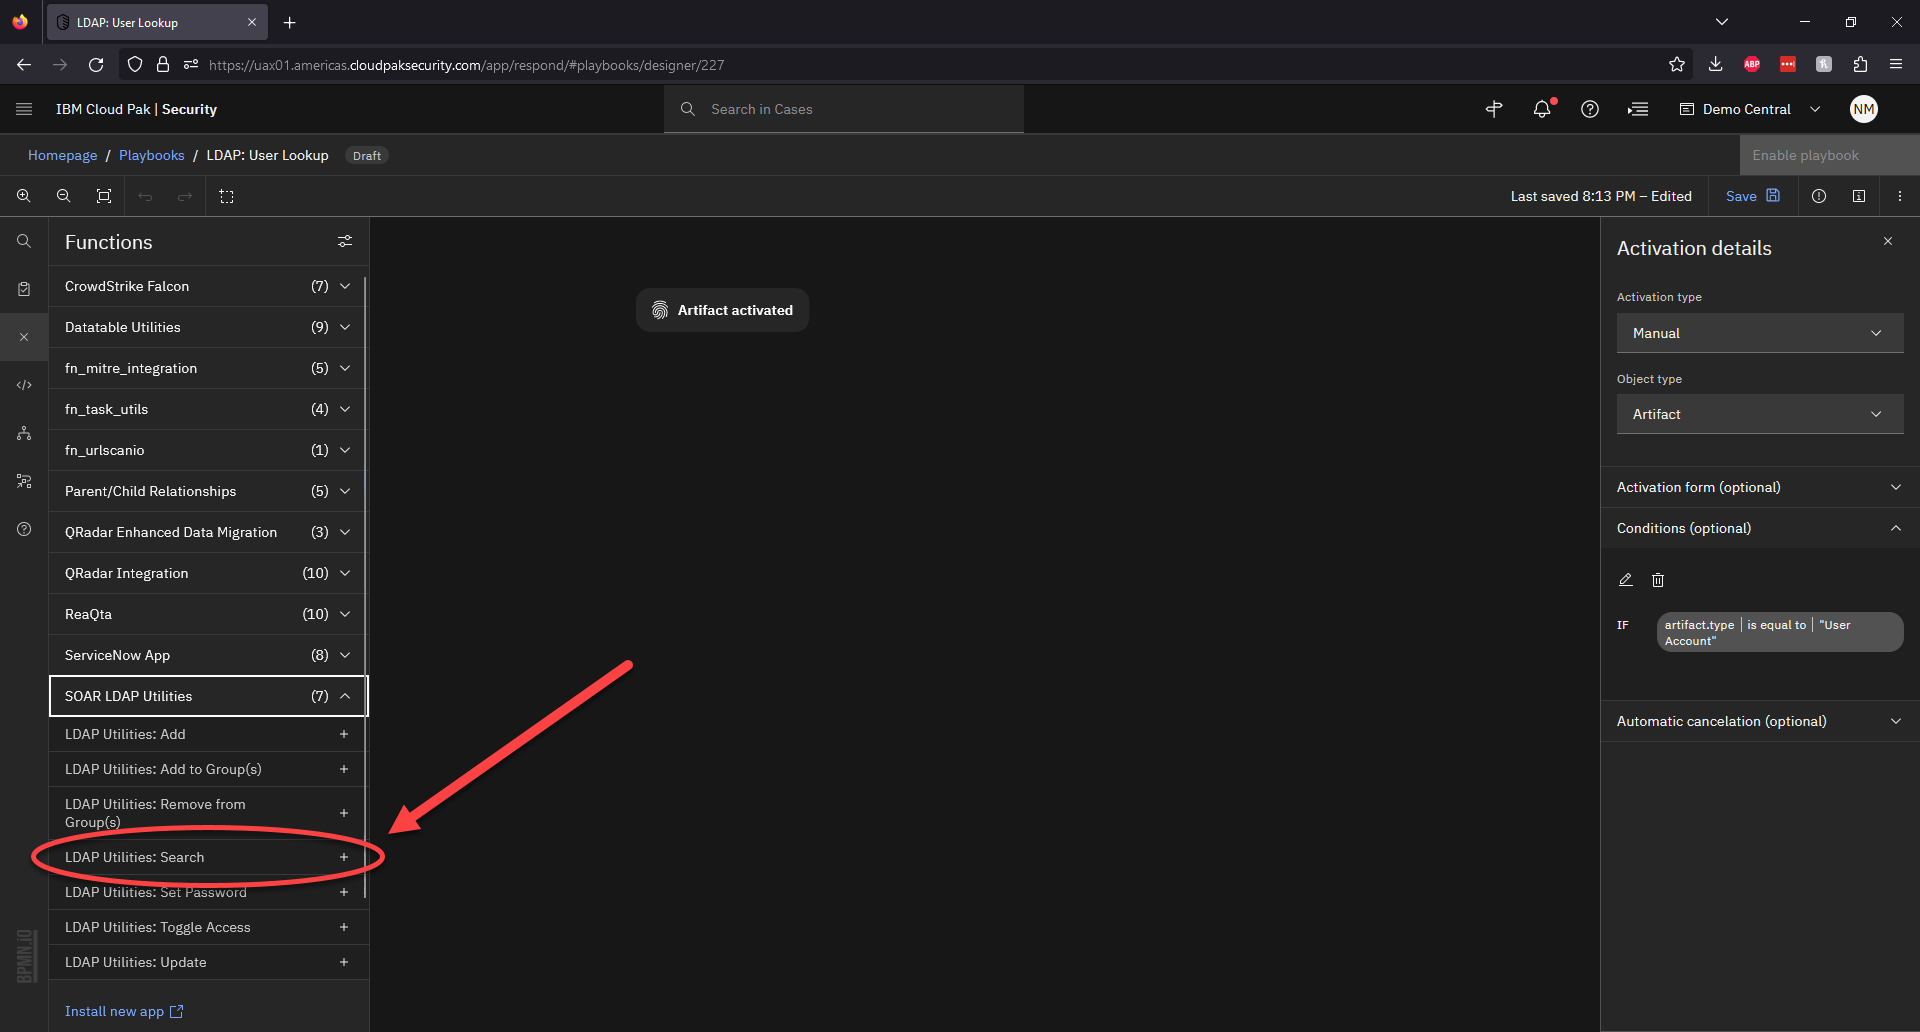 LDAP: User Lookup
https://uax01.americas.cloudpaksecurity.com/app/respond/#playbooks/designer/227
ABP
IBM Cloud Pak | Security
Search in Cases
Demo Central
NM
Homepage / Playbooks / LDAP: User Lookup Draft
Enable playbook
Last saved 8:13 PM – Edited
Save
Functions
CrowdStrike Falcon (7)
Datatable Utilities (9)
fn_mitre_integration (5)
fn_task_utils (4)
fn_urlscanio (1)
Parent/Child Relationships (5)
QRadar Enhanced Data Migration (3)
QRadar Integration (10)
ReaQta (10)
ServiceNow App (8)
SOAR LDAP Utilities (7)
LDAP Utilities: Add +
LDAP Utilities: Add to Group(s) +
LDAP Utilities: Remove from
Group(s) +
LDAP Utilities: Search +
LDAP Utilities: Set Password +
LDAP Utilities: Toggle Access +
LDAP Utilities: Update +
Install new app
BPMN.iO
Artifact activated
Activation details
Activation type
Manual
Object type
Artifact
Activation form (optional)
Conditions (optional)
IF artifact.type | is equal to | "User
Account"
Automatic cancelation (optional)